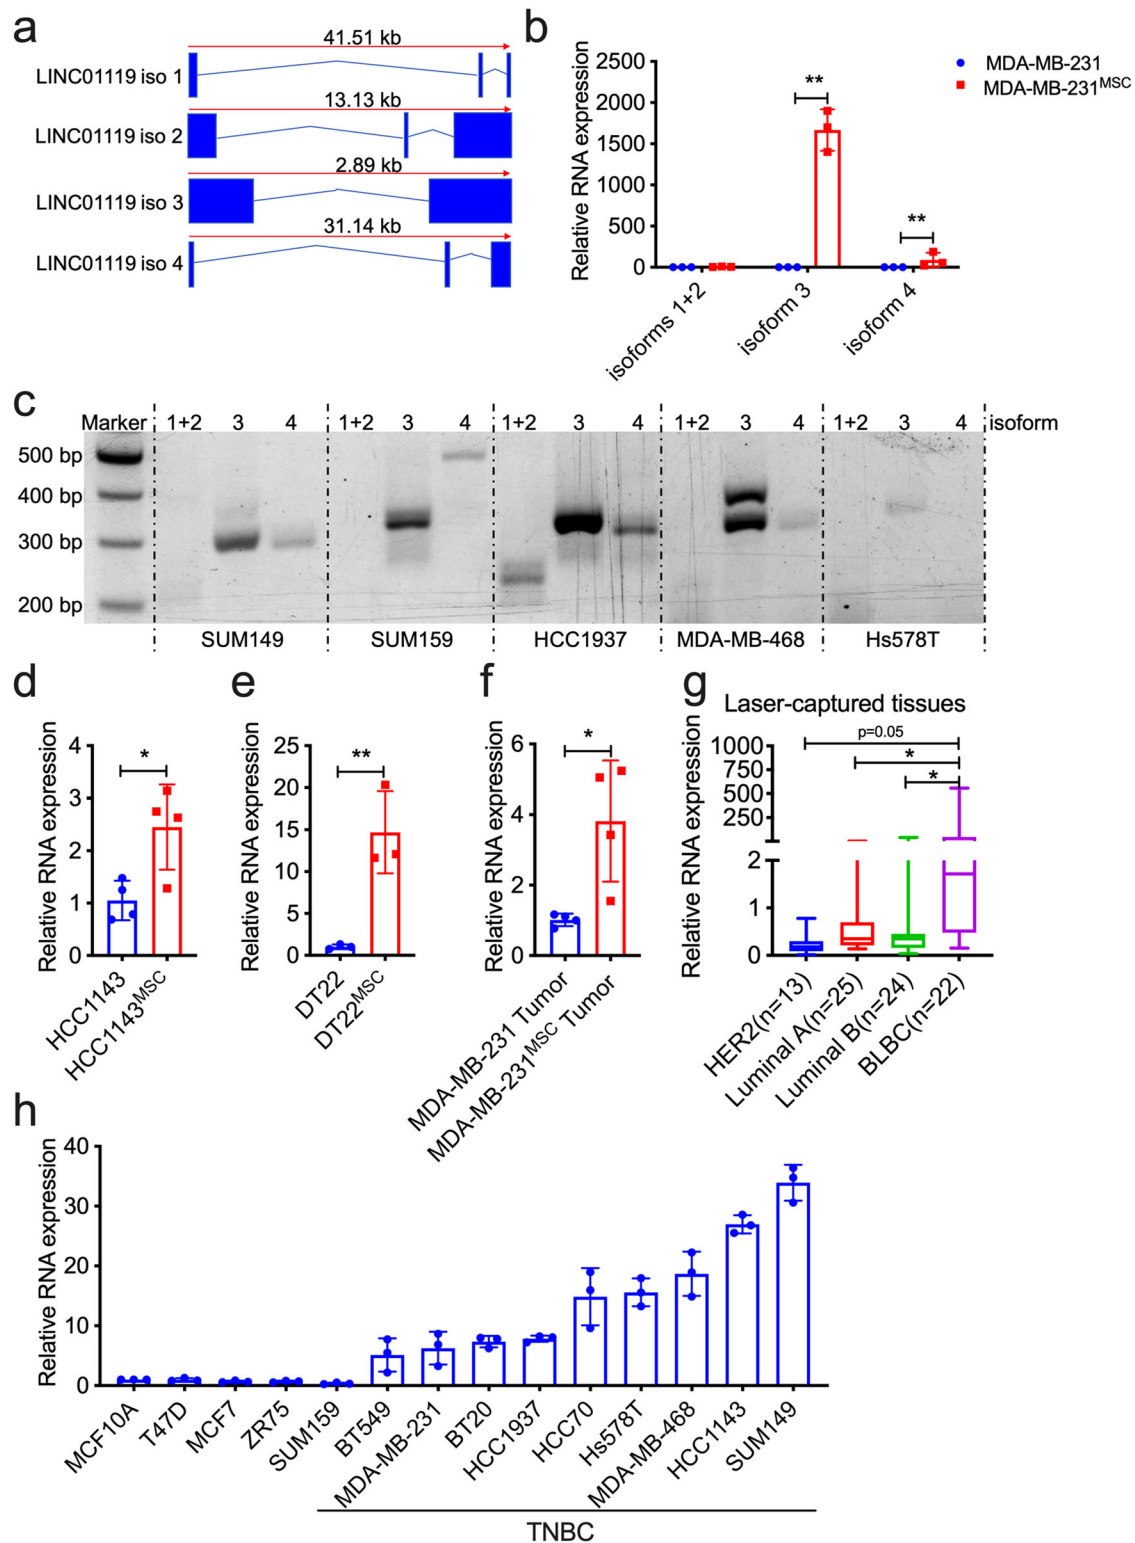 a
41.51 kb
LINC01119 iso 1
13.13 kb
LINC01119 iso 2
2.89 kb
LINC01119 iso 3
31.14 kb
LINC01119 iso 4
b
Relative RNA expression
2500
2000
1500
1000
500
0
**
**
isoforms 1+2
isoform 3
isoform 4
MDA-MB-231
MDA-MB-231MSC
c
Marker 1+2 3 4 1+2 3 4 1+2 3 4 1+2 3 4 1+2 3 4 isoform
500 bp
400 bp
300 bp
200 bp
SUM149 SUM159 HCC1937 MDA-MB-468 Hs578T
d
Relative RNA expression
4
3
2
1
0
*
HCC1143
HCC1143MSC
e
Relative RNA expression
25
20
15
10
5
0
**
DT22
DT22MSC
f
Relative RNA expression
6
4
2
0
*
MDA-MB-231 Tumor
MDA-MB-231MSC Tumor
g
Laser-captured tissues
Relative RNA expression
1000
750
500
250
2
1
0
p=0.05
*
*
HER2(n=13)
Luminal A(n=25)
Luminal B(n=24)
BLBC(n=22)
h
Relative RNA expression
40
30
20
10
0
MCF10A
T47D
MCF7
ZR75
SUM159
BT549
MDA-MB-231
BT20
HCC1937
HCC70
Hs578T
MDA-MB-468
HCC1143
SUM149
TNBC